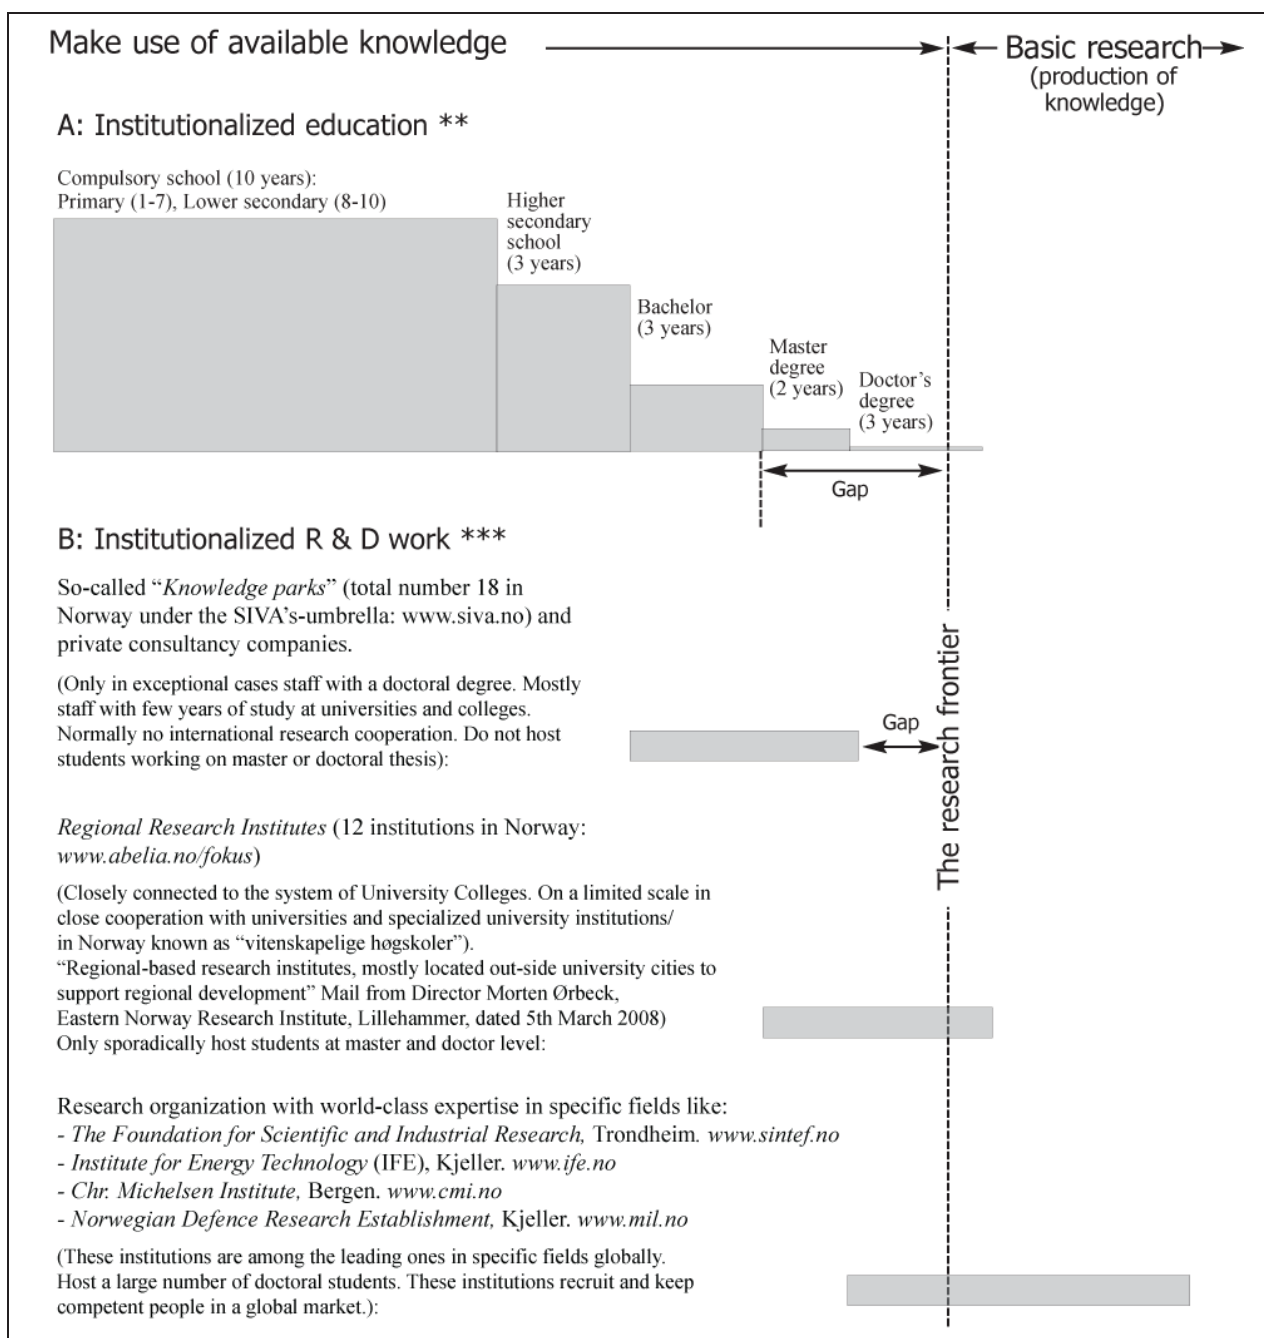 Make use of available knowledge
Basic research
(production of
knowledge)
A: Institutionalized education **
Compulsory school (10 years):
Primary (1-7), Lower secondary (8-10)
Higher
secondary
school
(3 years)
Bachelor
(3 years)
Master
degree
(2 years)
Doctor’s
degree
(3 years)
Gap
B: Institutionalized R & D work ***
So-called “Knowledge parks” (total number 18 in
Norway under the SIVA’s-umbrella: www.siva.no) and
private consultancy companies.
(Only in exceptional cases staff with a doctoral degree. Mostly
staff with few years of study at universities and colleges.
Normally no international research cooperation. Do not host
students working on master or doctoral thesis):
Gap
The research frontier
Regional Research Institutes (12 institutions in Norway:
www.abelia.no/fokus)
(Closely connected to the system of University Colleges. On a limited scale in
close cooperation with universities and specialized university institutions/
in Norway known as “vitenskapelige høgskoler”).
“Regional-based research institutes, mostly located out-side university cities to
support regional development” Mail from Director Morten Ørbeck,
Eastern Norway Research Institute, Lillehammer, dated 5th March 2008)
Only sporadically host students at master and doctor level:
Research organization with world-class expertise in specific fields like:
- The Foundation for Scientific and Industrial Research, Trondheim. www.sintef.no
- Institute for Energy Technology (IFE), Kjeller. www.ife.no
- Chr. Michelsen Institute, Bergen. www.cmi.no
- Norwegian Defence Research Establishment, Kjeller. www.mil.no
(These institutions are among the leading ones in specific fields globally.
Host a large number of doctoral students. These institutions recruit and keep
competent people in a global market.):